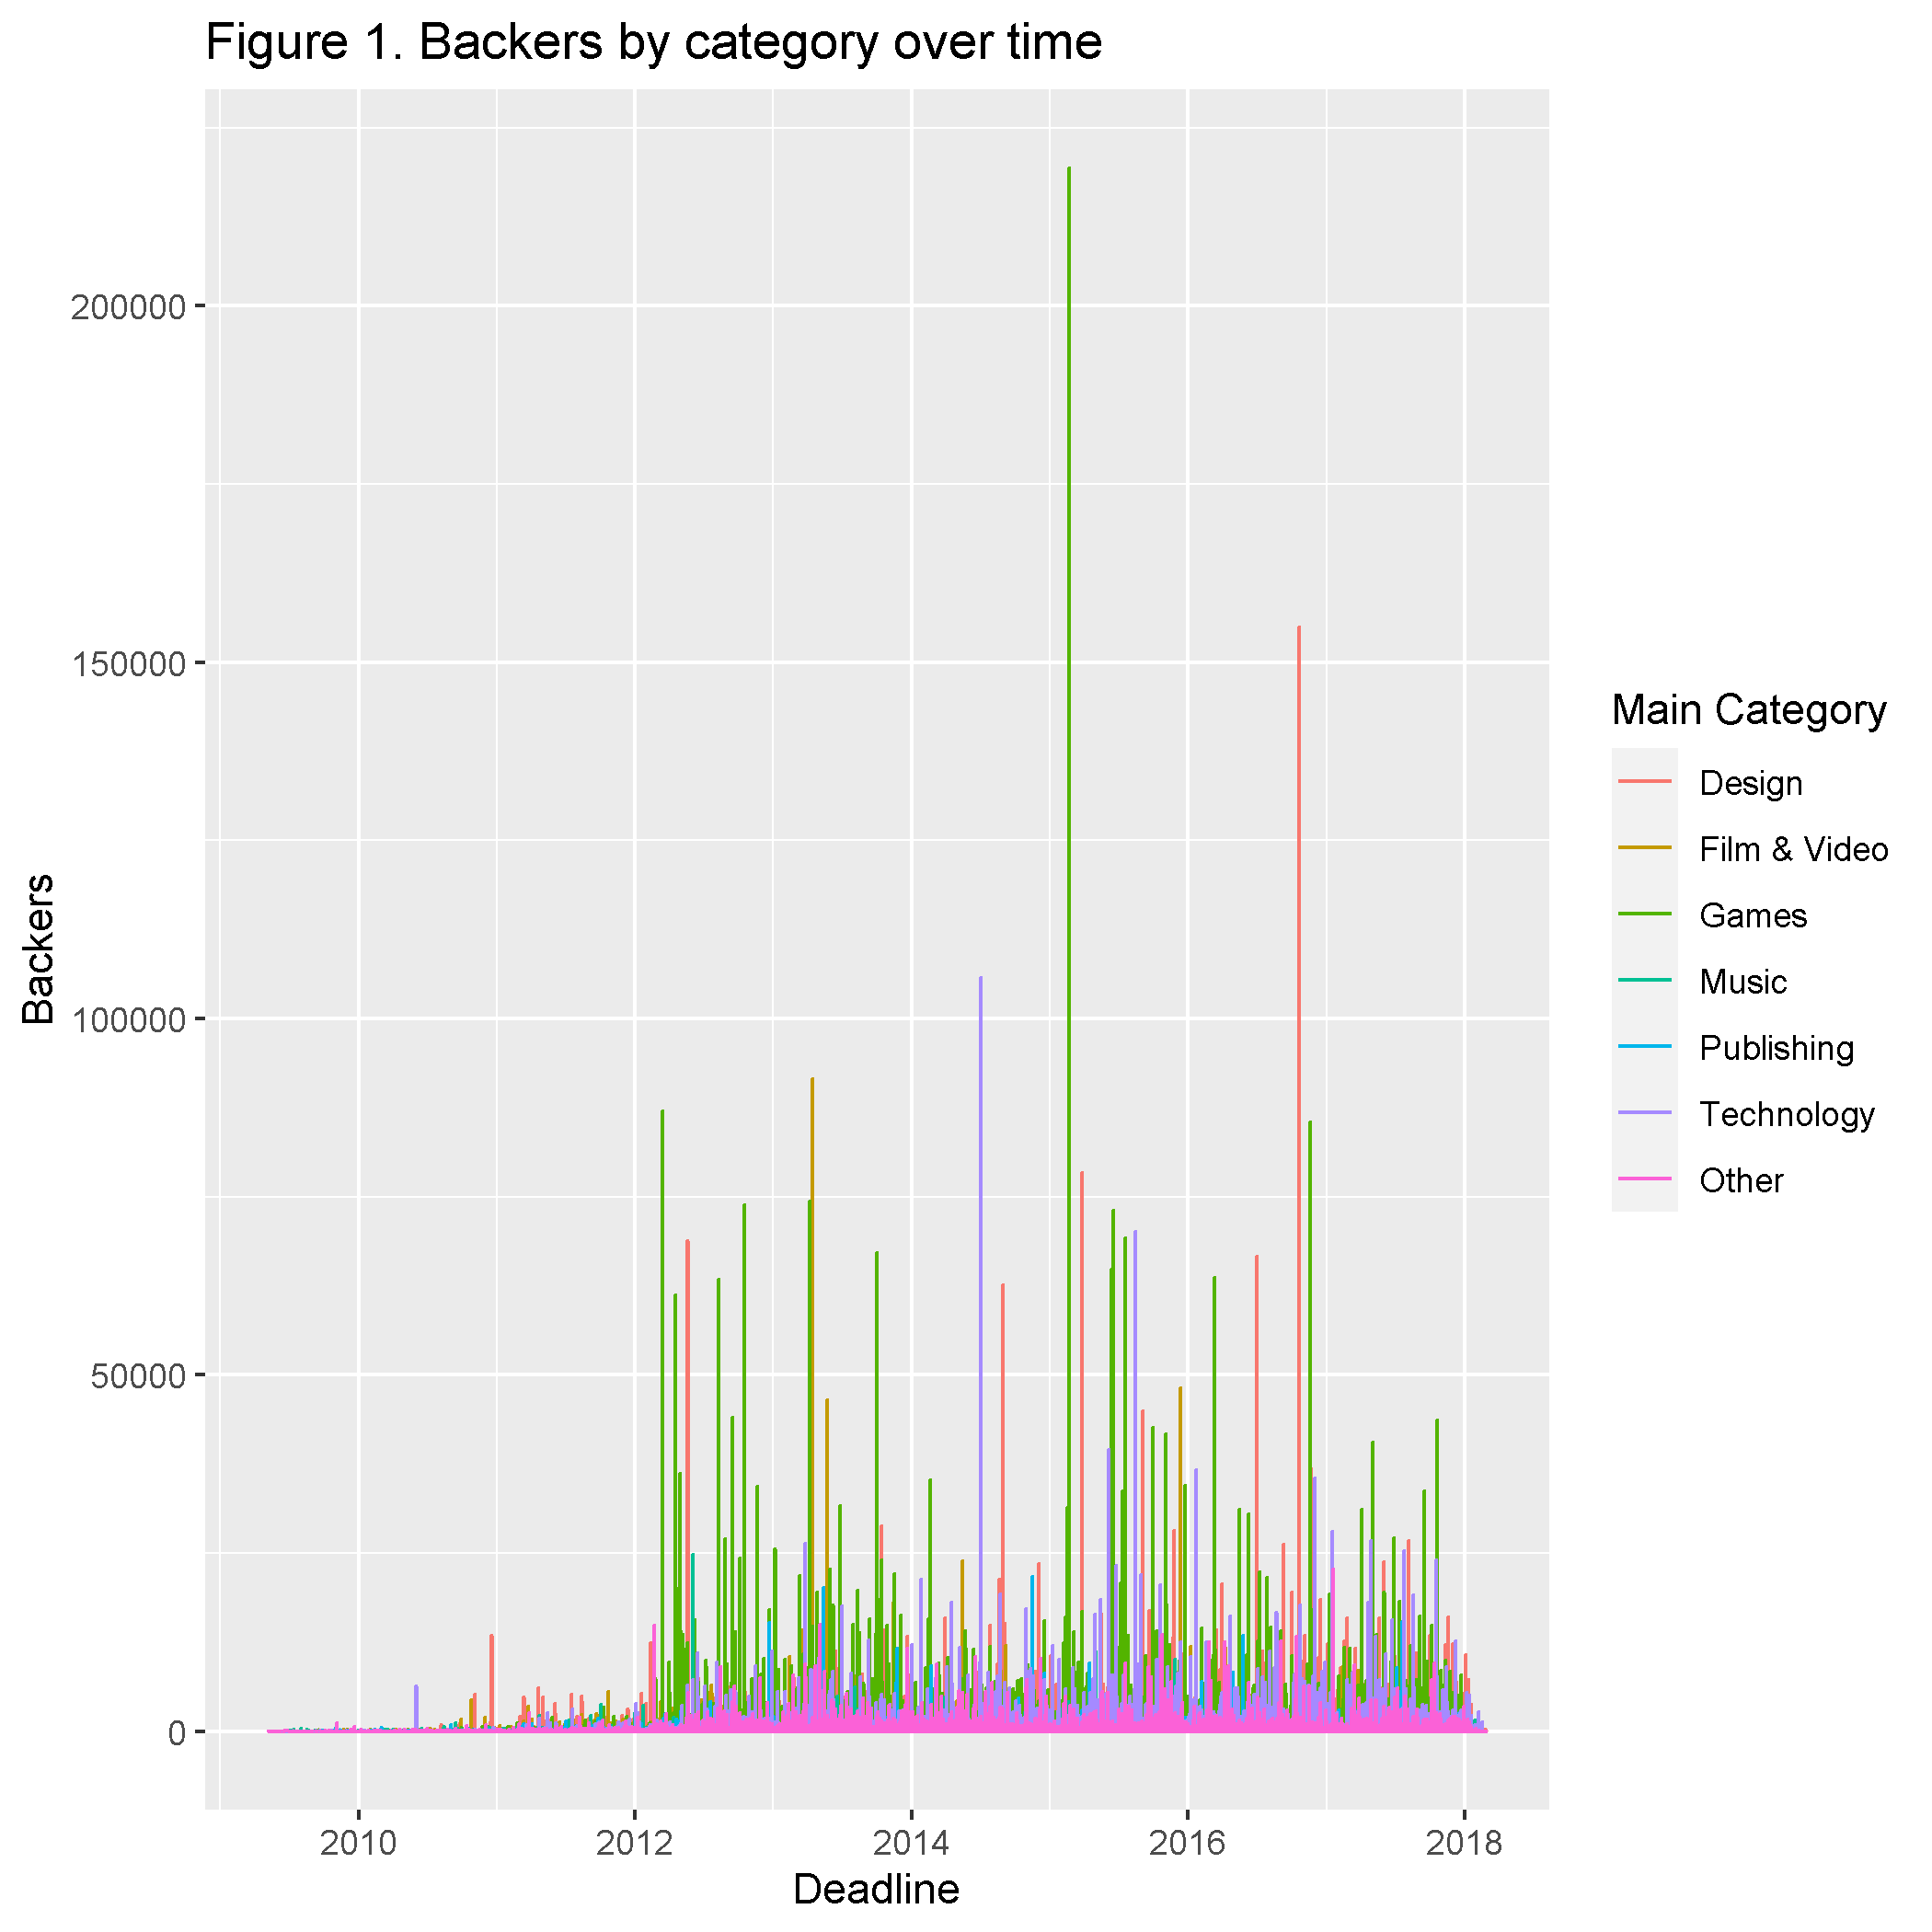 Figure 1. Backers by category over time
200000
150000
100000
50000
0
Backers
2010
2012
2014
2016
2018
Deadline
Main Category
Design
Film & Video
Games
Music
Publishing
Technology
Other